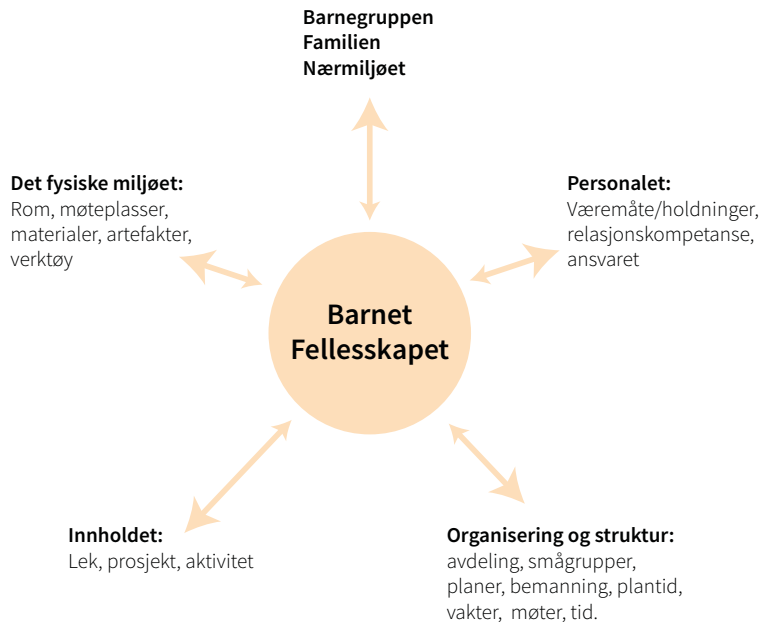 Barnegruppen
Familien
Nærmiljøet
Det fysiske miljøet:
Rom, møteplasser,
materialer, artefakter,
verktøy
Personalet:
Væremåte/holdninger,
relasjonskompetanse,
ansvaret
Barnet
Fellesskapet
Innholdet:
Lek, prosjekt, aktivitet
Organisering og struktur:
avdeling, smågrupper,
planer, bemanning, plantid,
vakter, møter, tid.